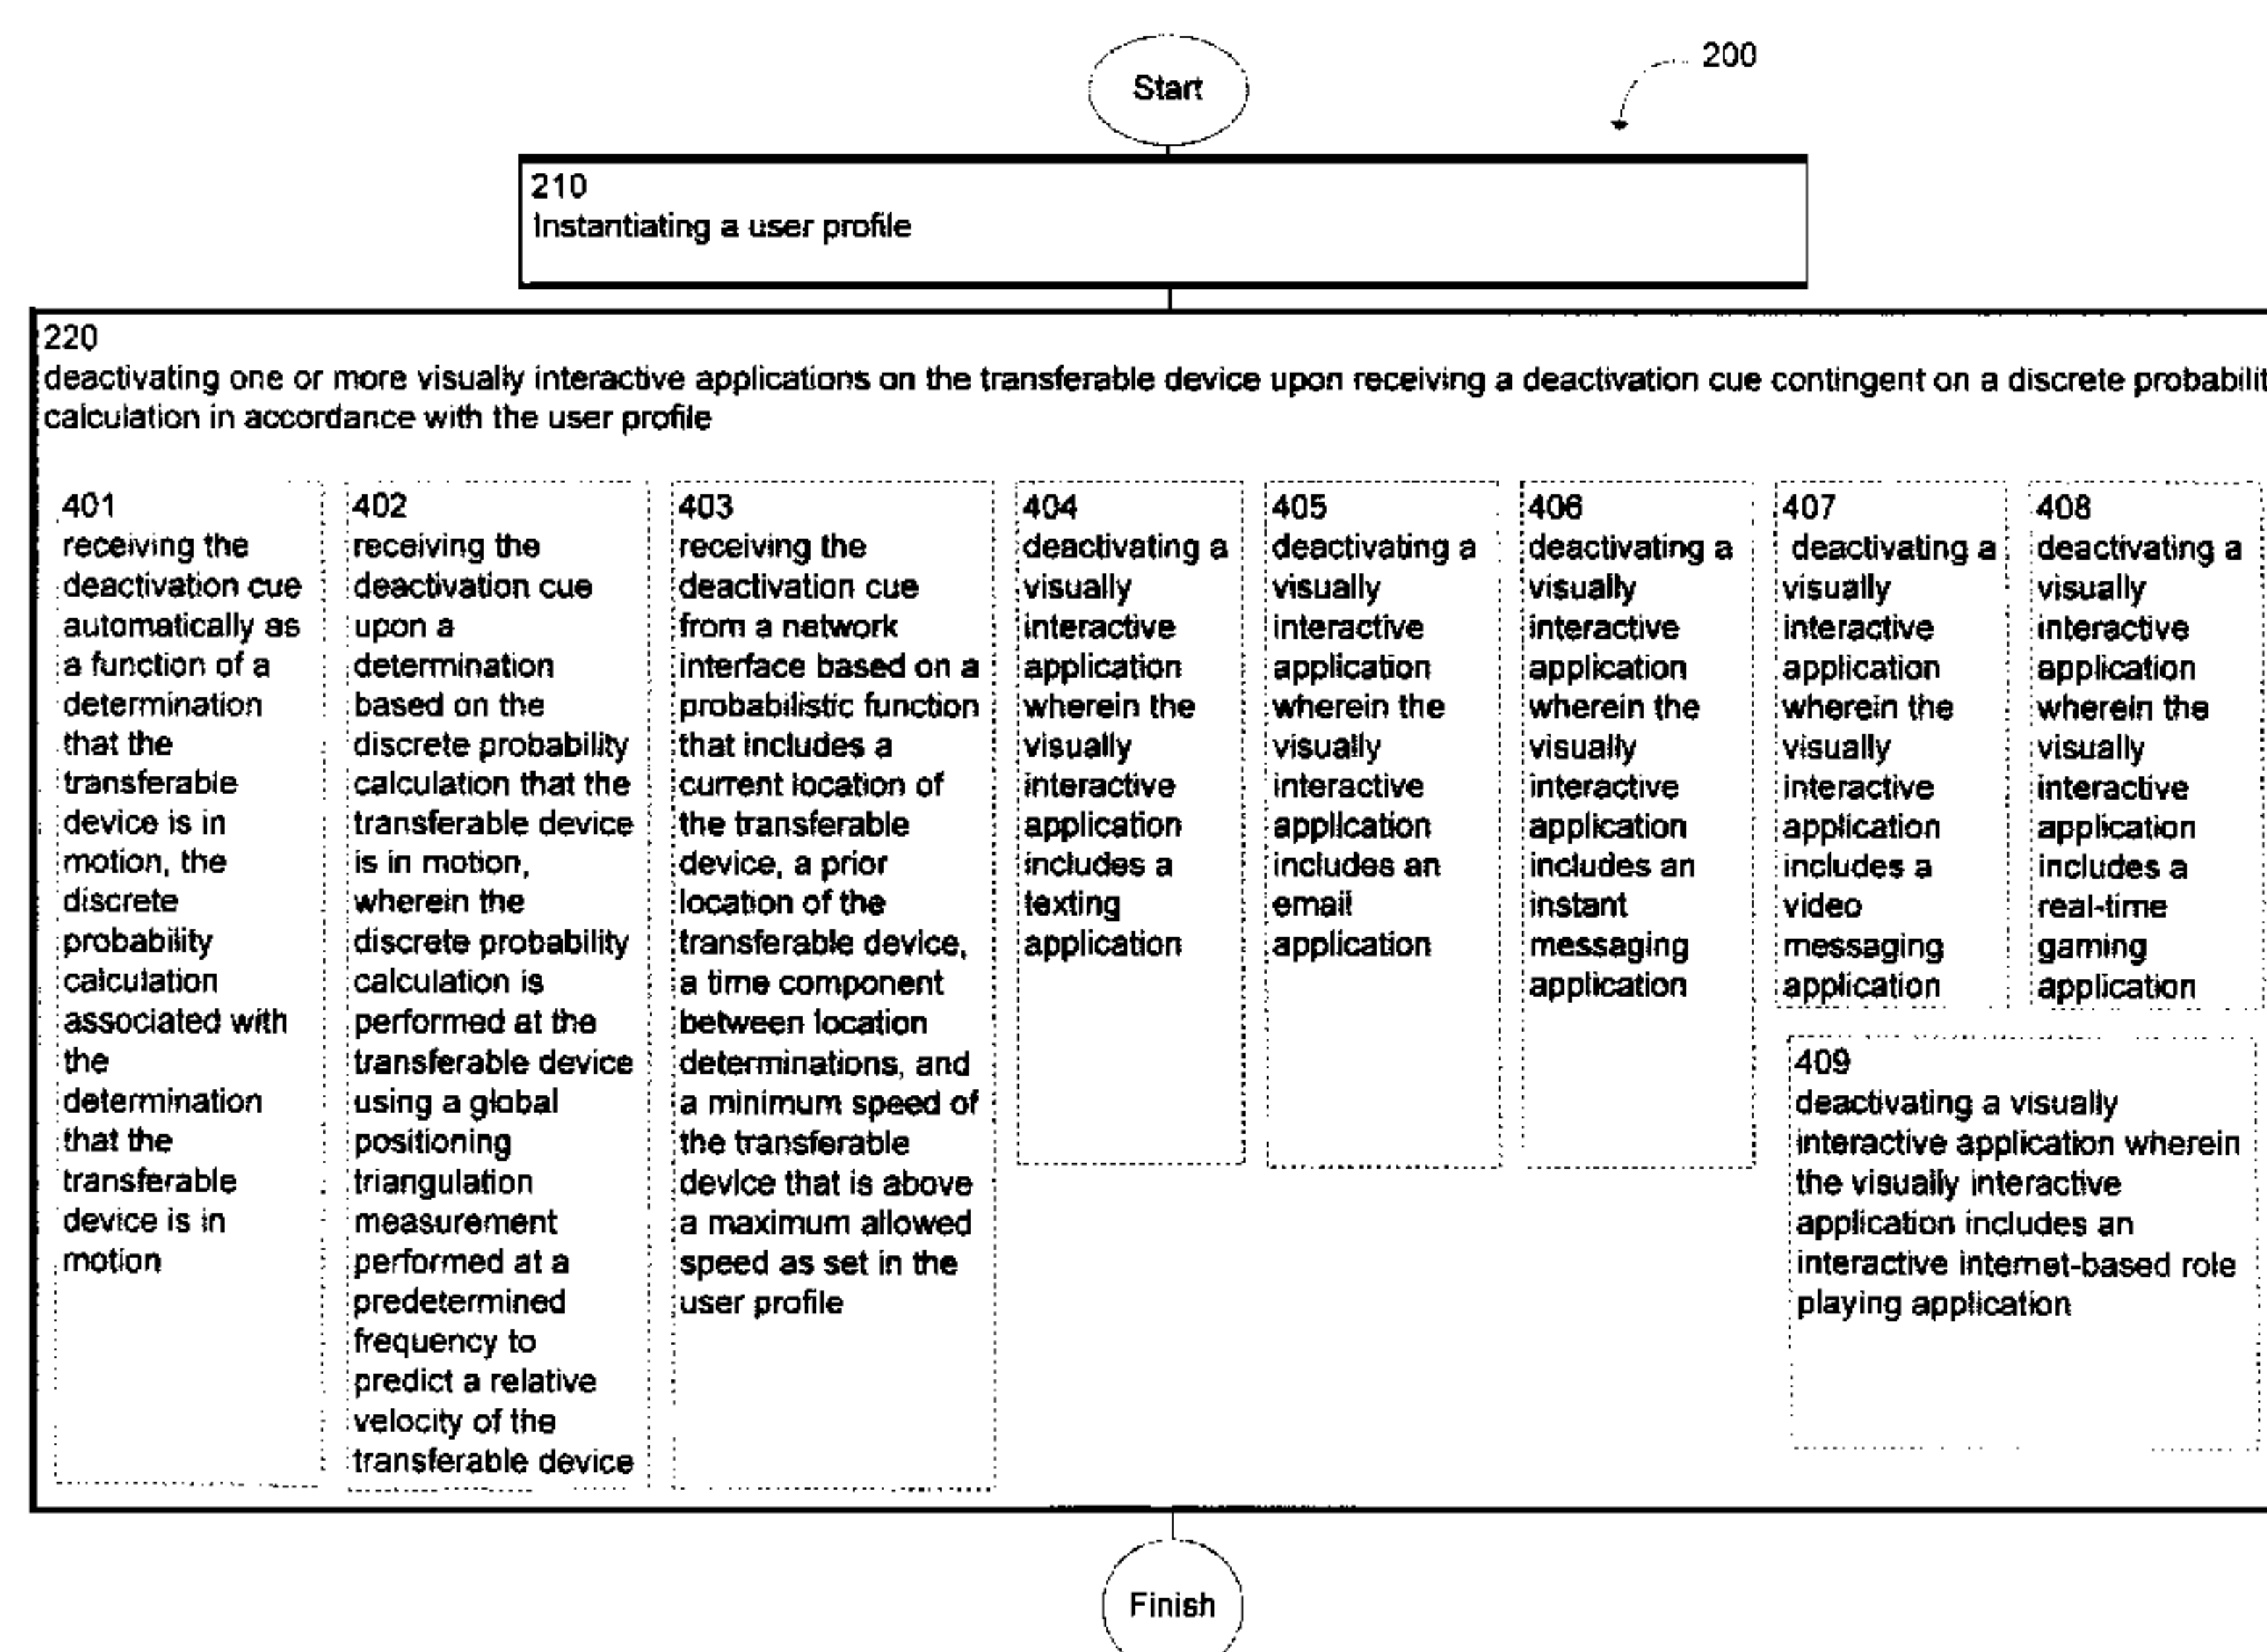 Start
200
210
Instantiating a user profile
220
deactivating one or more visually interactive applications on the transferable device upon receiving a deactivation cue contingent on a discrete
calculation in accordance with the user profile
401
receiving the
deactivation cue
automatically as
a function of a
determination
that the
transferable
device is in
motion, the
discrete
probability
calculation
associated with
the
determination
that the
transferable
device is in
motion
402
receiving the
deactivation cue
upon a
determination
based on the
discrete probability
calculation that the
transferable device
is in motion,
wherein the
discrete probability
calculation is
performed at the
transferable device
using a global
positioning
triangulation
measurement
performed at a
predetermined
frequency to
predict a relative
velocity of the
transferable device
403
receiving the
deactivation cue
from a network
interface based on a
probabilistic function
that includes a
current location of
the transferable
device, a prior
location of the
transferable device,
a time component
between location
determinations, and
a minimum speed of
the transferable
device that is above
a maximum allowed
speed as set in the
user profile
404
deactivating a
visually
interactive
application
wherein the
visually
interactive
application
includes a
texting
application
405
deactivating a
visually
interactive
application
wherein the
visually
interactive
application
includes an
email
application
406
deactivating a
visually
interactive
application
wherein the
visually
interactive
application
includes an
instant
messaging
application
407
deactivating a
visually
interactive
application
wherein the
visually
interactive
application
includes a
video
messaging
application
408
deactivating a
visually
interactive
application
wherein the
visually
interactive
application
includes a
real-time
gaming
application
409
deactivating a visually
interactive application wherein
the visually interactive
application includes an
interactive internet-based role
playing application
Finish